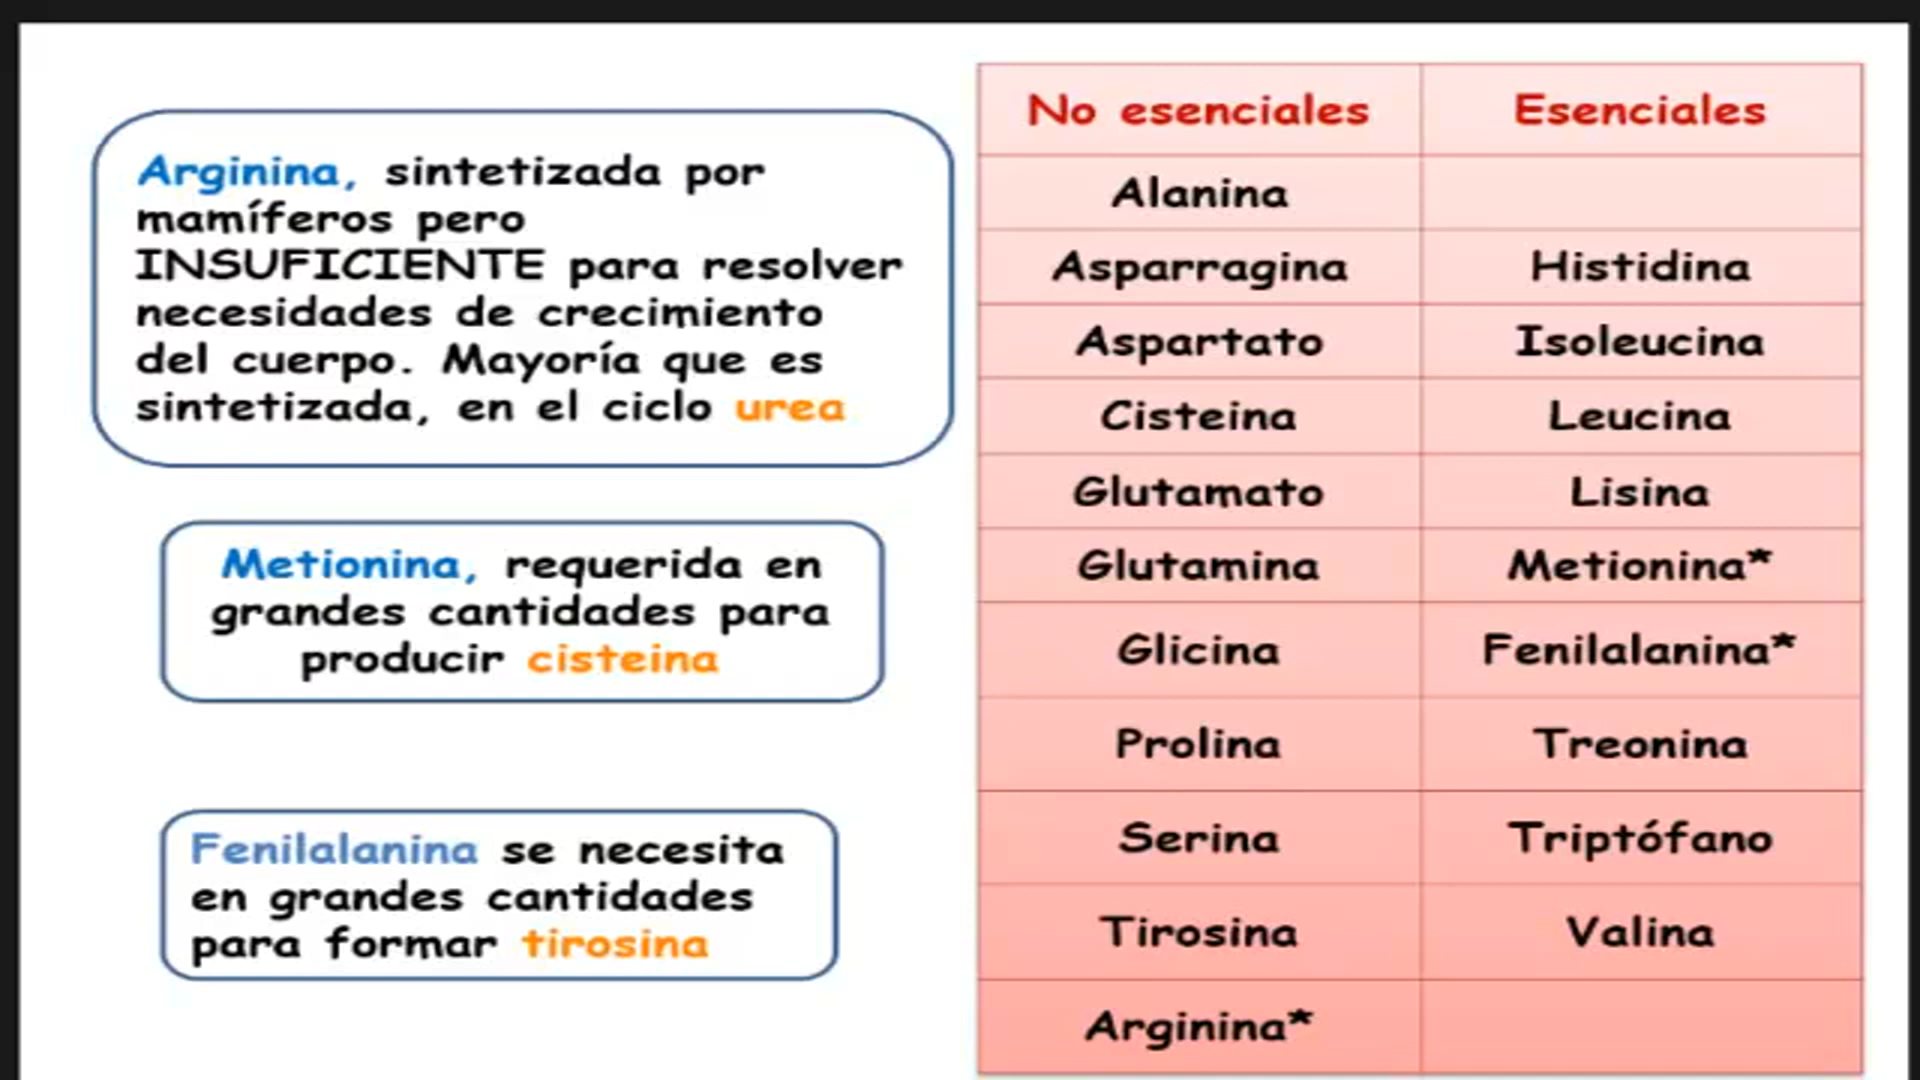 Arginina, sintetizada por
mamíferos pero
INSUFICIENTE para resolver
necesidades de crecimiento
del cuerpo. Mayoría que es
sintetizada, en el ciclo urea
Metionina, requerida en
grandes cantidades para
producir cisteina
Fenilalanina se necesita
en grandes cantidades
para formar tirosina
No esenciales Esenciales
Alanina
Asparragina Histidina
Aspartato Isoleucina
Cisteina Leucina
Glutamato Lisina
Glutamina Metionina*
Glicina Fenilalanina*
Prolina Treonina
Serina Triptófano
Tirosina Valina
Arginina*